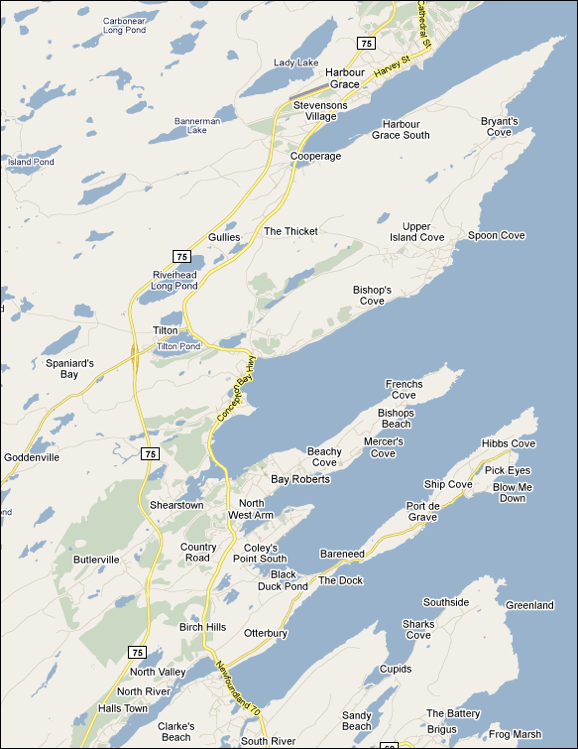 Carbonear
Long Pond
Cathedral St
75
Lady Lake
Harvey St
Harbour
Grace
Stevensons
Village
Bannerman
Lake
Harbour
Grace South
Bryant's
Cove
Island Pond
Cooperage
Gullies
The Thicket
Upper
Island Cove
Spoon Cove
75
Riverhead
Long Pond
Bishop's
Cove
Tilton
Tilton Pond
Spaniard's
Bay
Conception Bay Hwy
Frenchs
Cove
Bishops
Beach
Mercer's
Cove
Hibbs Cove
Goddenville
75
Beachy
Cove
Bay Roberts
Pick Eyes
Ship Cove
Blow Me
Down
Shearstown
North
West Arm
Port de
Grave
Country
Road
Coley's
Point South
Bareneed
Butlerville
Black
Duck Pond
The Dock
Southside
Greenland
Birch Hills
Otterbury
Sharks
Cove
75
North Valley
Newfoundland 70
Cupids
North River
Halls Town
Sandy
Beach
The Battery
Brigus
Clarke's
Beach
Frog Marsh
South River